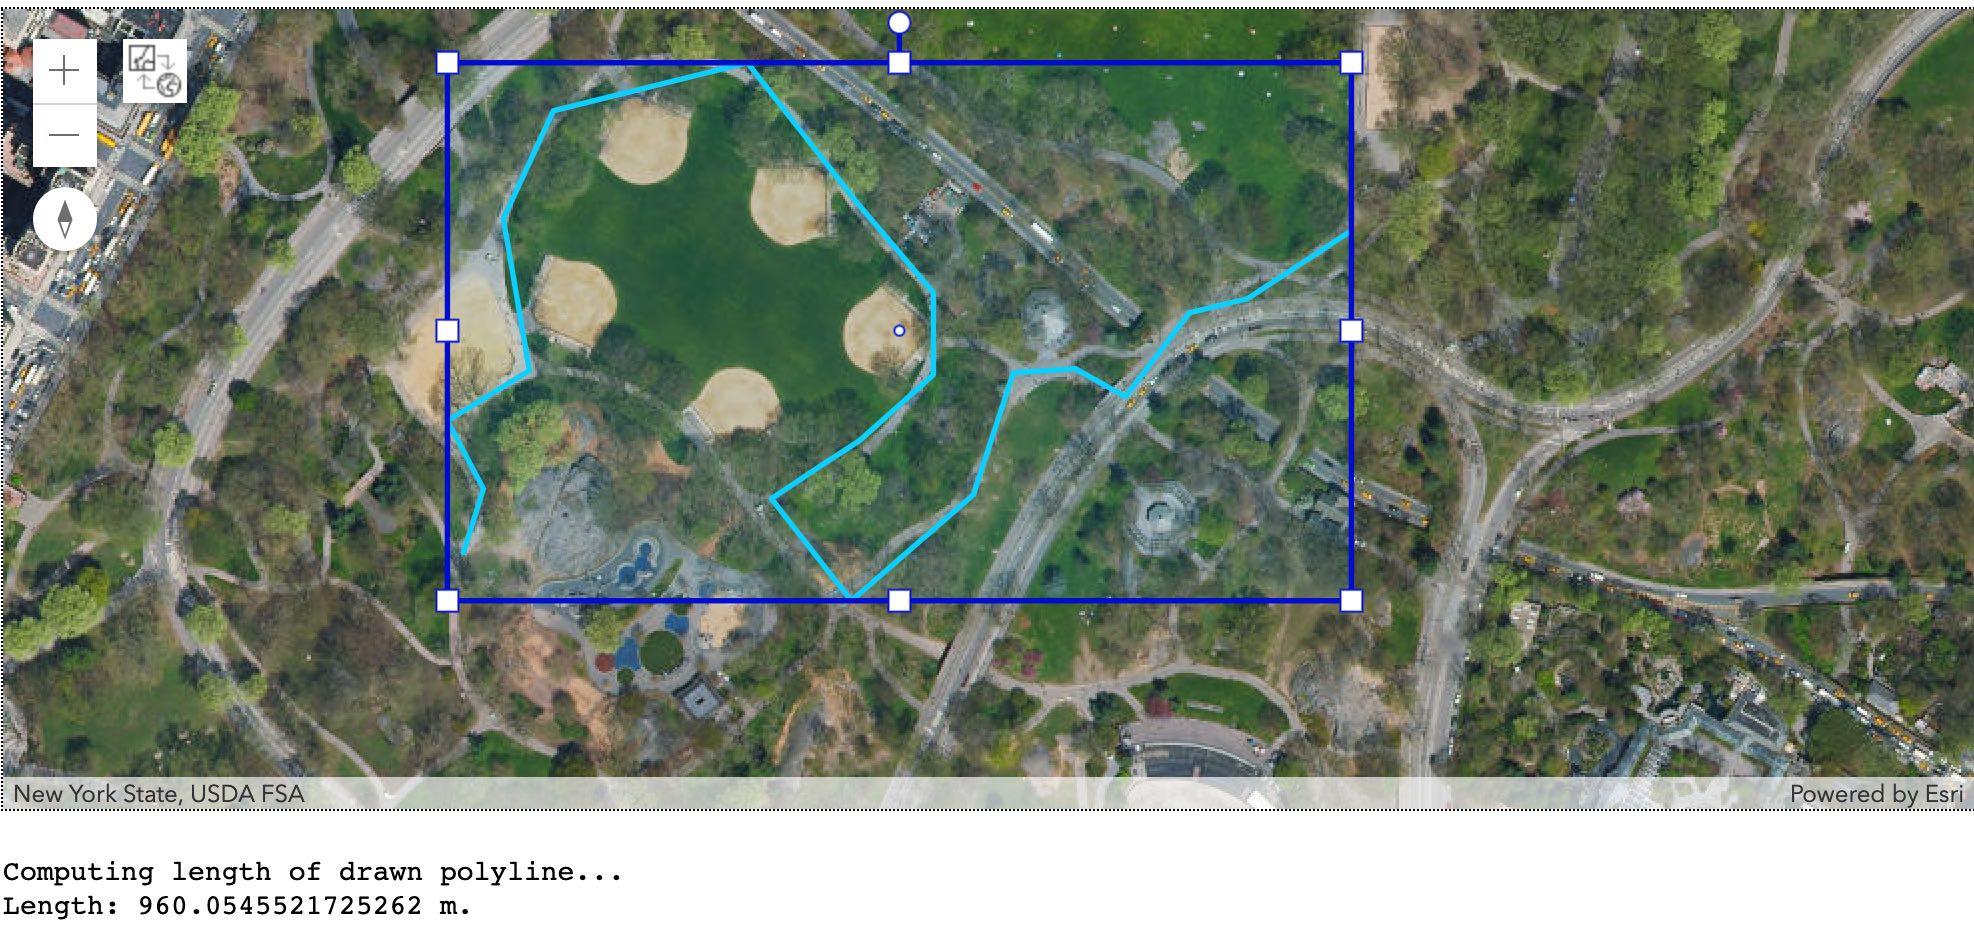 New York State, USDA FSA
Powered by Esri
Computing length of drawn polyline...
Length: 960.0545521725262 m.